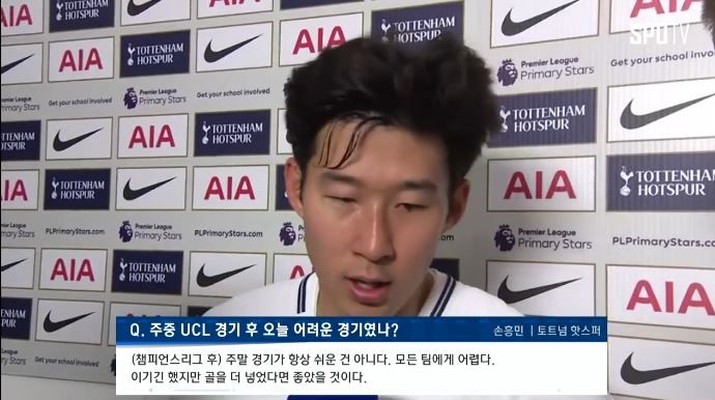 SPOTV
TOTTENHAM HOTSPUR
AIA
Premier League
Primary Stars
Get your school involved
PLPrimaryStars.com
Q. 주중 UCL 경기 후 오늘 어려운 경기였나?
손흥민 | 토트넘 핫스퍼
(챔피언스리그 후) 주말 경기가 항상 쉬운 건 아니다. 모든 팀에게 어렵다.
이기긴 했지만 골을 더 넣었다면 좋았을 것이다.